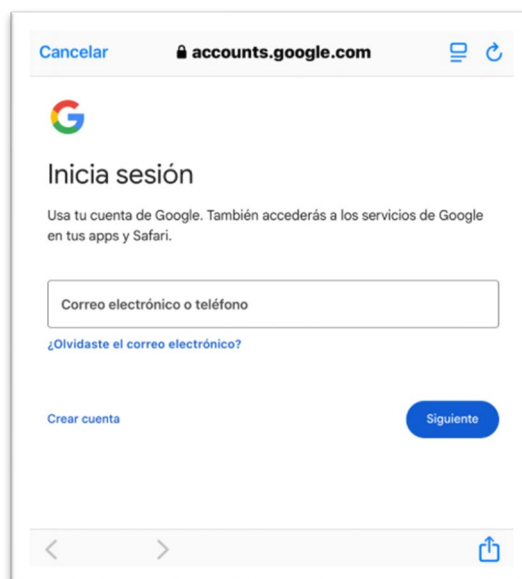 Cancelar accounts.google.com
Inicia sesión
Usa tu cuenta de Google. También accederás a los servicios de Google
en tus apps y Safari.
Correo electrónico o teléfono
¿Olvidaste el correo electrónico?
Crear cuenta Siguiente